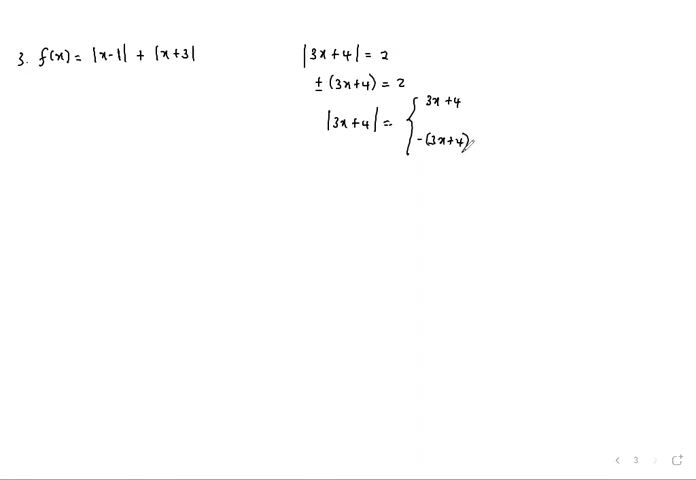 3. f(x) = |x-1| + |x+3|
|3x+4| = 2
± (3x+4) = 2
|3x+4| = { 3x+4
-(3x+4)
< 3 >